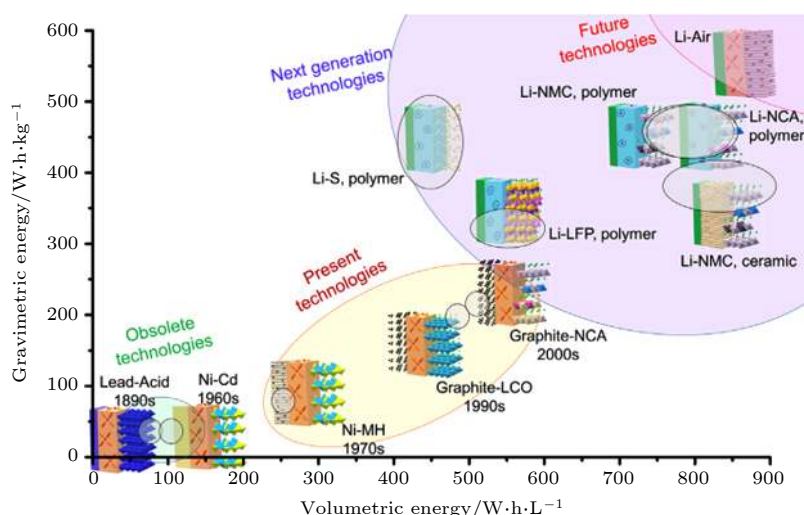 600
500
400
300
200
100
0
Gravimetric energy/W·h·kg−1
0
100
200
300
400
500
600
700
800
900
Volumetric energy/W·h·L−1
Future
technologies
Li-Air
Next generation
technologies
Li-NMC, polymer
Li-NCA,
polymer
Li-S, polymer
Li-LFP, polymer
Li-NMC, ceramic
Present
technologies
Graphite-NCA
2000s
Obsolete
technologies
Graphite-LCO
1990s
Lead-Acid
1890s
Ni-Cd
1960s
Ni-MH
1970s